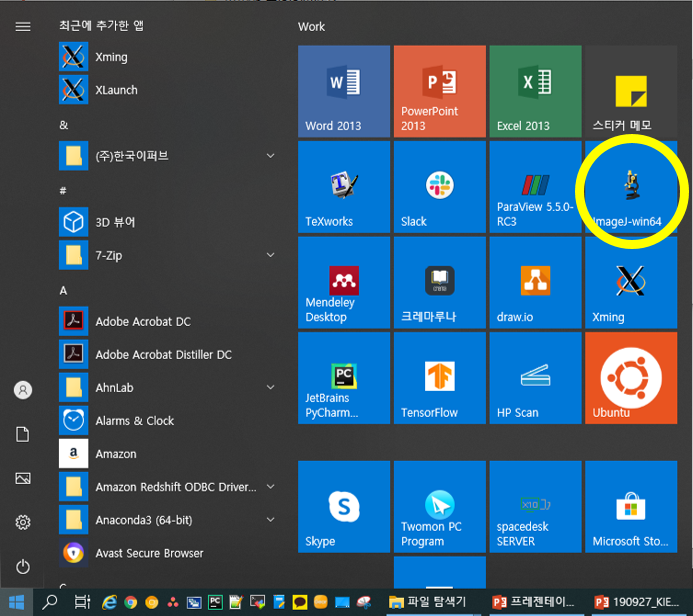 최근에 추가한 앱
Xming
XLaunch
&
(주)한국이퍼브
#
3D 뷰어
7-Zip
A
Adobe Acrobat DC
Adobe Acrobat Distiller DC
AhnLab
Alarms & Clock
Amazon
Amazon Redshift ODBC Driver...
Anaconda3 (64-bit)
Avast Secure Browser
Work
Word 2013
PowerPoint
2013
Excel 2013
스티커 메모
TeXworks
Slack
ParaView 5.5.0-
RC3
ImageJ-win64
Mendeley
Desktop
크레마루나
draw.io
Xming
JetBrains
PyCharm...
TensorFlow
HP Scan
Ubuntu
Skype
Twomon PC
Program
spacedesk
SERVER
Microsoft Sto...
파일 탐색기
프레젠테이...
190927_KIE...